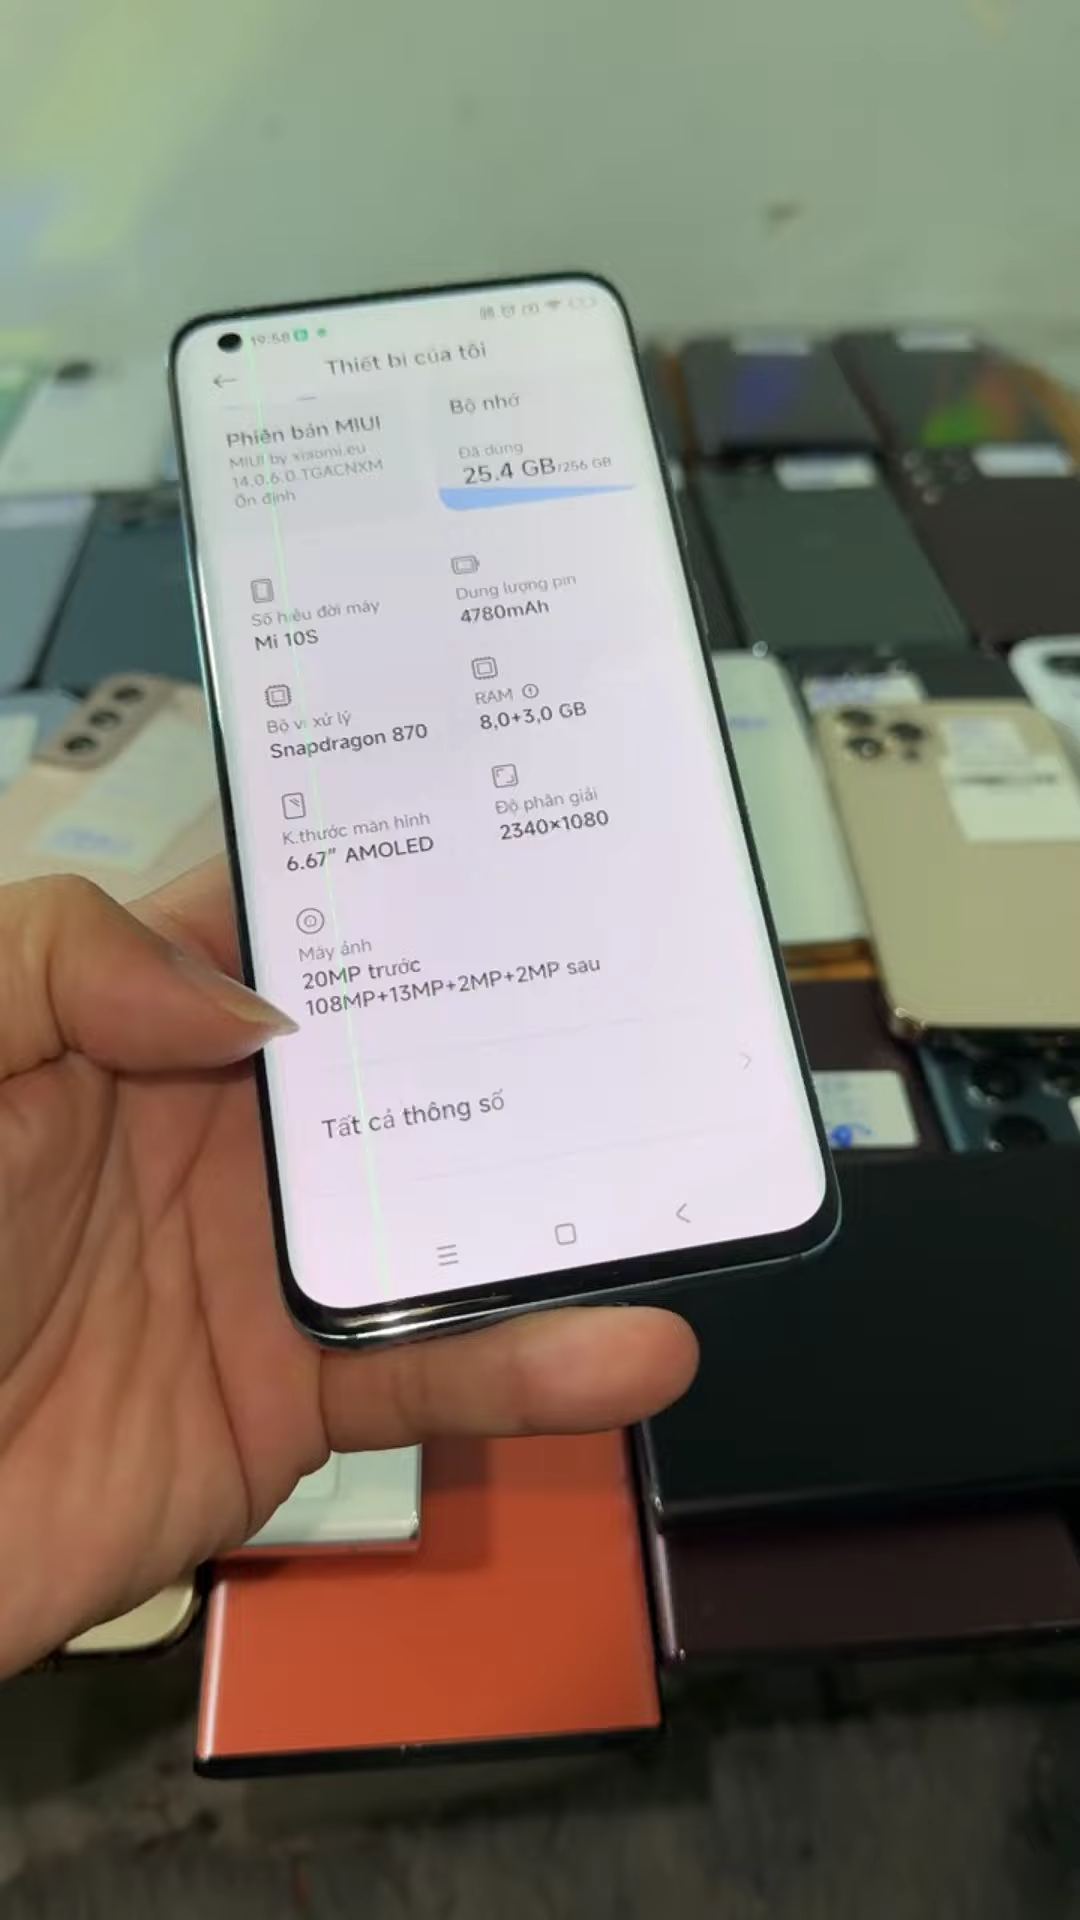 19:58
Thiết bị của tôi
Phiên bản MIUI
MIUI by xiaomi.eu
14.0.6.0.TGACNXM
Ổn định
Bộ nhớ
Đã dùng
25.4 GB/256 GB
Số hiệu đời máy
Mi 10S
Dung lượng pin
4780mAh
Bộ vi xử lý
Snapdragon 870
RAM
8,0+3,0 GB
K.thước màn hình
6.67" AMOLED
Độ phân giải
2340×1080
Máy ảnh
20MP trước
108MP+13MP+2MP+2MP sau
Tất cả thông số